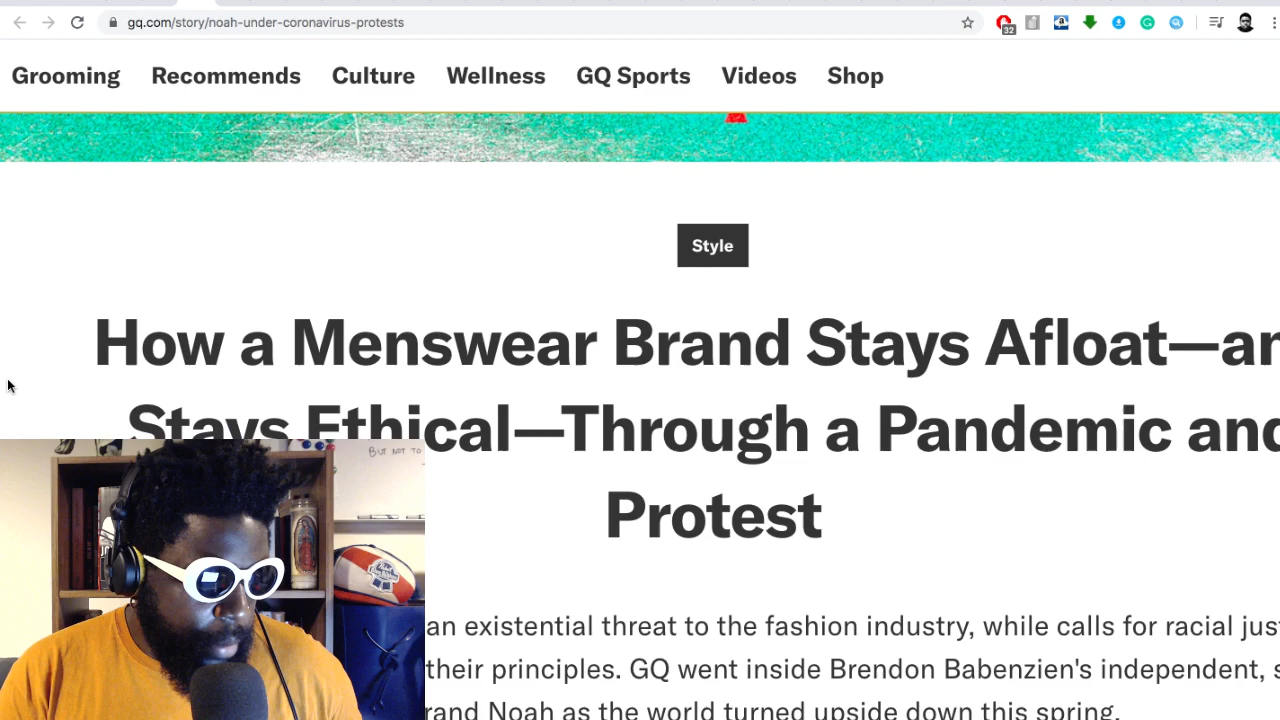 gq.com/story/noah-under-coronavirus-protests
32
Grooming Recommends Culture Wellness GQ Sports Videos Shop
Style
How a Menswear Brand Stays Afloat—an
Stays Ethical—Through a Pandemic and
Protest
an existential threat to the fashion industry, while calls for racial jus
their principles. GQ went inside Brendon Babenzien's independent, s
rand Noah as the world turned upside down this spring.
BUT NOT TO